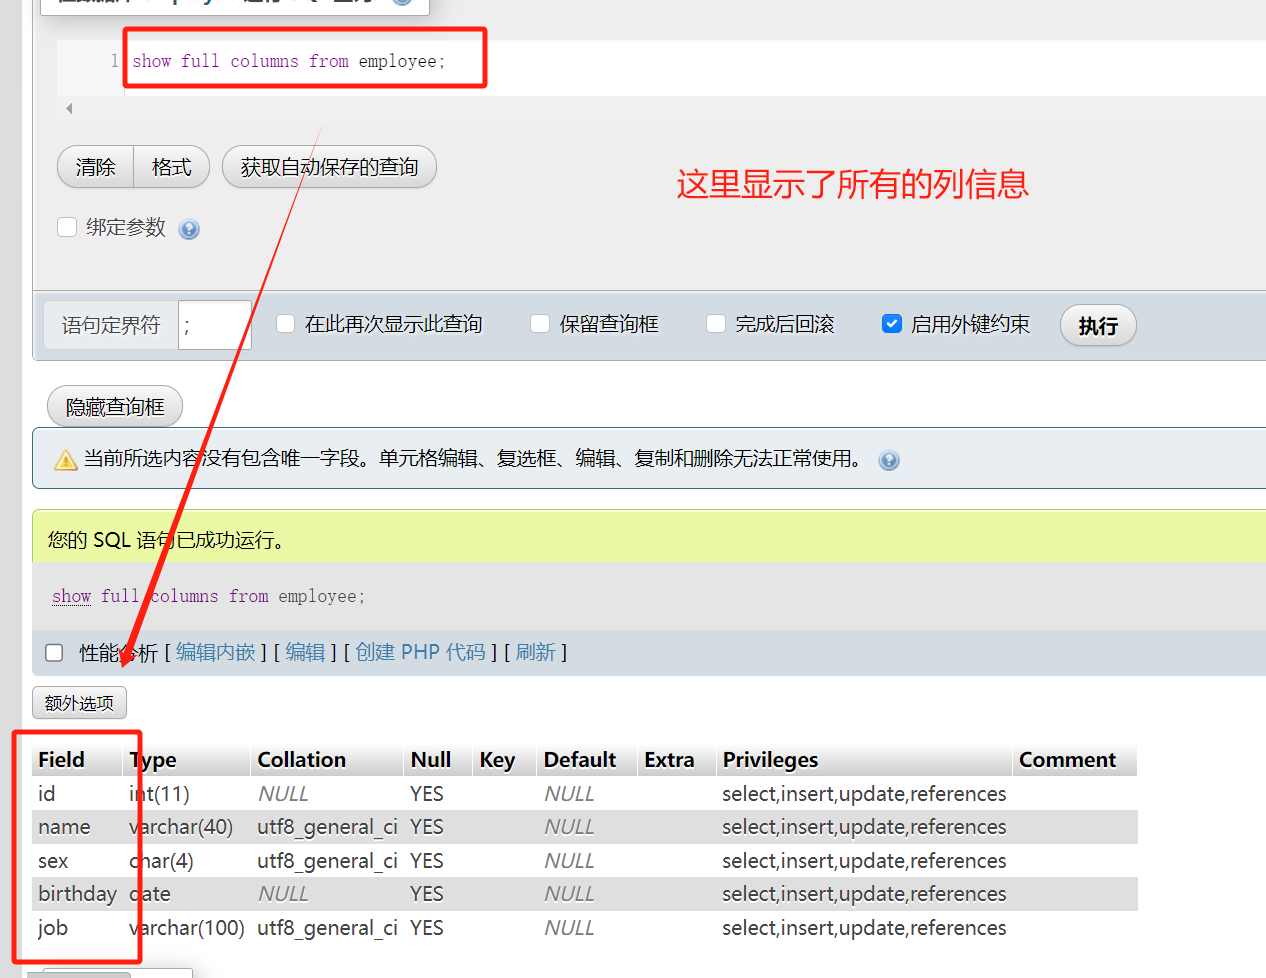 1 show full columns from employee;
清除 格式 获取自动保存的查询
这里显示了所有的列信息
绑定参数
语句定界符 ; 在此再次显示此查询 保留查询框 完成后回滚 启用外键约束 执行
隐藏查询框
当前所选内容没有包含唯一字段。单元格编辑、复选框、编辑、复制和删除无法正常使用。
您的 SQL 语句已成功运行。
show full columns from employee;
性能分析 [ 编辑内嵌 ] [ 编辑 ] [ 创建 PHP 代码 ] [ 刷新 ]
额外选项
Field Type Collation Null Key Default Extra Privileges Comment
id int(11) NULL YES NULL select,insert,update,references
name varchar(40) utf8_general_ci YES NULL select,insert,update,references
sex char(4) utf8_general_ci YES NULL select,insert,update,references
birthday date NULL YES NULL select,insert,update,references
job varchar(100) utf8_general_ci YES NULL select,insert,update,references